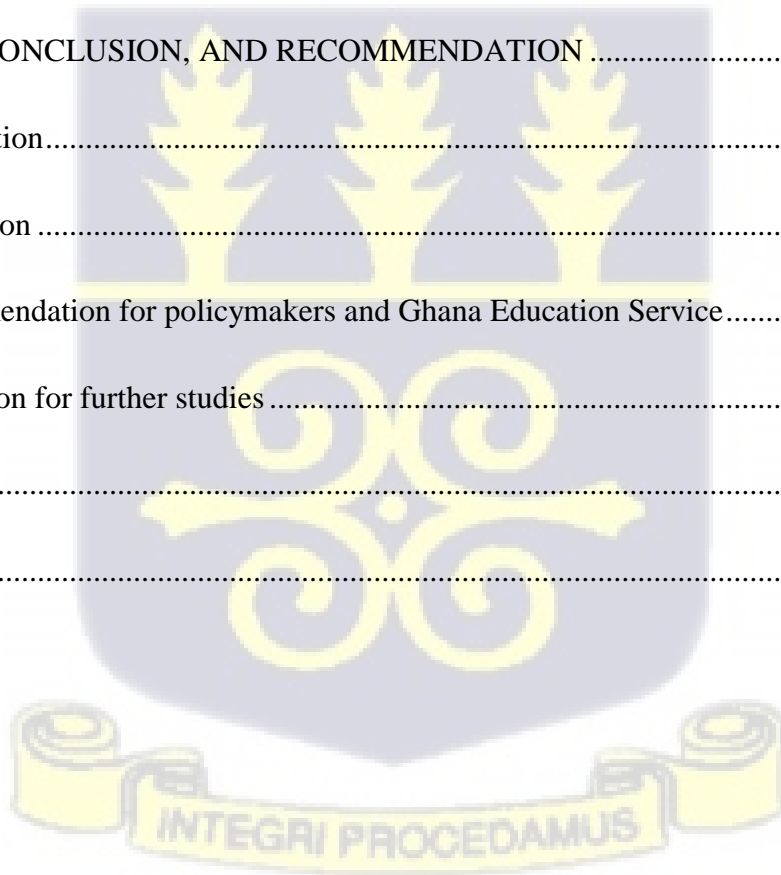 ONCLUSION, AND RECOMMENDATION ........................
tion........................................................................................................
on .........................................................................................................
endation for policymakers and Ghana Education Service.......
on for further studies ...................................................................
................................................................................................................
................................................................................................................
INTEGRI PROCEDAMUS